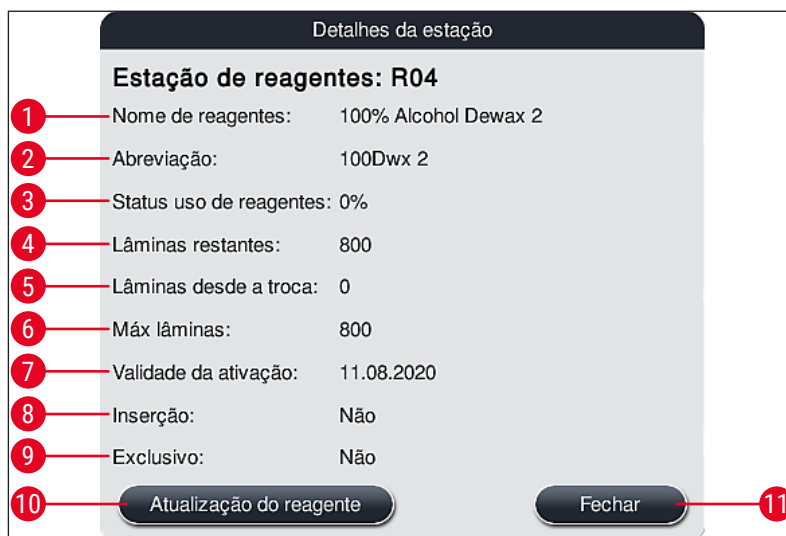 Detalhes da estação
Estação de reagentes: R04
1 Nome de reagentes: 100% Alcohol Dewax 2
2 Abreviação: 100Dwx 2
3 Status uso de reagentes: 0%
4 Lâminas restantes: 800
5 Lâminas desde a troca: 0
6 Máx lâminas: 800
7 Validade da ativação: 11.08.2020
8 Inserção: Não
9 Exclusivo: Não
10 Atualização do reagente Fechar 11